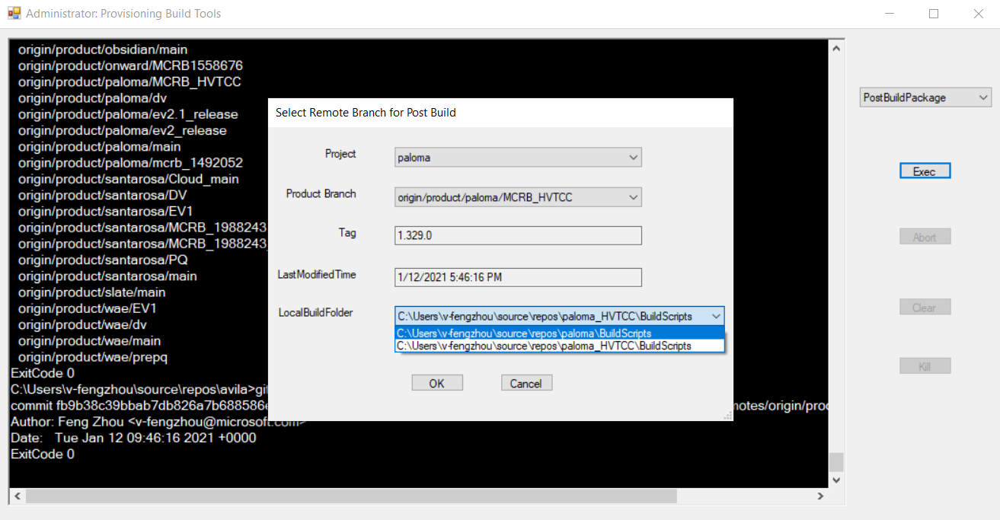 Administrator: Provisioning Build Tools
origin/product/obsidian/main
origin/product/onward/MCRB1558676
origin/product/paloma/MCRB_HVTCC
origin/product/paloma/dv
origin/product/paloma/ev2.1_release
origin/product/paloma/ev2_release
origin/product/paloma/main
origin/product/paloma/mcrb_1492052
origin/product/santarosa/Cloud_main
origin/product/santarosa/DV
origin/product/santarosa/EV1
origin/product/santarosa/MCRB_1988243
origin/product/santarosa/MCRB_1988243_
origin/product/santarosa/PQ
origin/product/santarosa/main
origin/product/slate/main
origin/product/wae/EV1
origin/product/wae/dv
origin/product/wae/main
origin/product/wae/prepq
ExitCode 0
C:\Users\v-fengzhou\source\repos\avila>git
commit fb9b38c39bbab7db826a7b688586e notes/origin/proc
Author: Feng Zhou <v-fengzhou@microsoft.com>
Date: Tue Jan 12 09:46:16 2021 +0000
ExitCode 0
Select Remote Branch for Post Build
Project paloma
Product Branch origin/product/paloma/MCRB_HVTCC
Tag 1.329.0
LastModifiedTime 1/12/2021 5:46:16 PM
LocalBuildFolder C:\Users\v-fengzhou\source\repos\paloma_HVTCC\BuildScripts
C:\Users\v-fengzhou\source\repos\paloma\BuildScripts
C:\Users\v-fengzhou\source\repos\paloma_HVTCC\BuildScripts
OK Cancel
PostBuildPackage
Exec
Abort
Clear
Kill